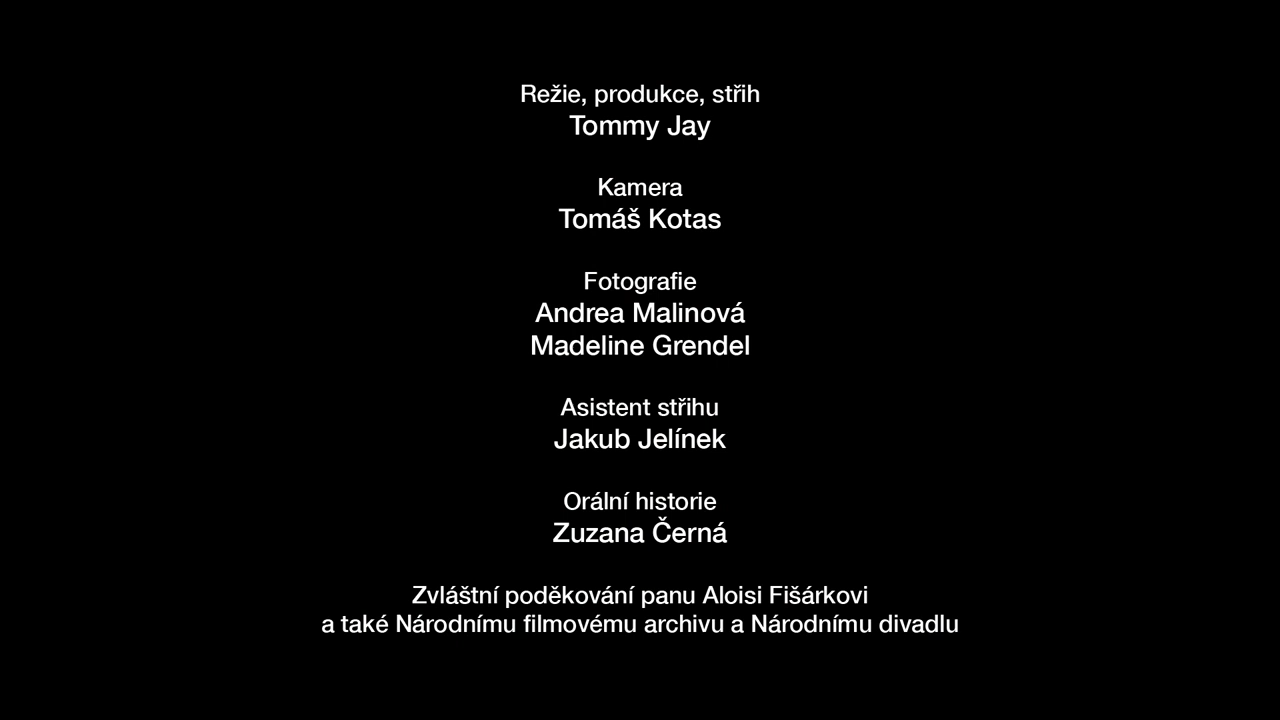 Režie, produkce, střih
Tommy Jay
Kamera
Tomáš Kotas
Fotografie
Andrea Malinová
Madeline Grendel
Asistent střihu
Jakub Jelínek
Orální historie
Zuzana Černá
Zvláštní poděkování panu Aloisi Fišárkovi
a také Národnímu filmovému archivu a Národnímu divadlu